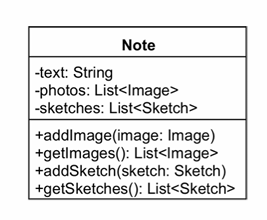 Note
-text: String
-photos: List<Image>
-sketches: List<Sketch>
+addImage(image: Image)
+getImages(): List<Image>
+addSketch(sketch: Sketch)
+getSketches(): List<Sketch>